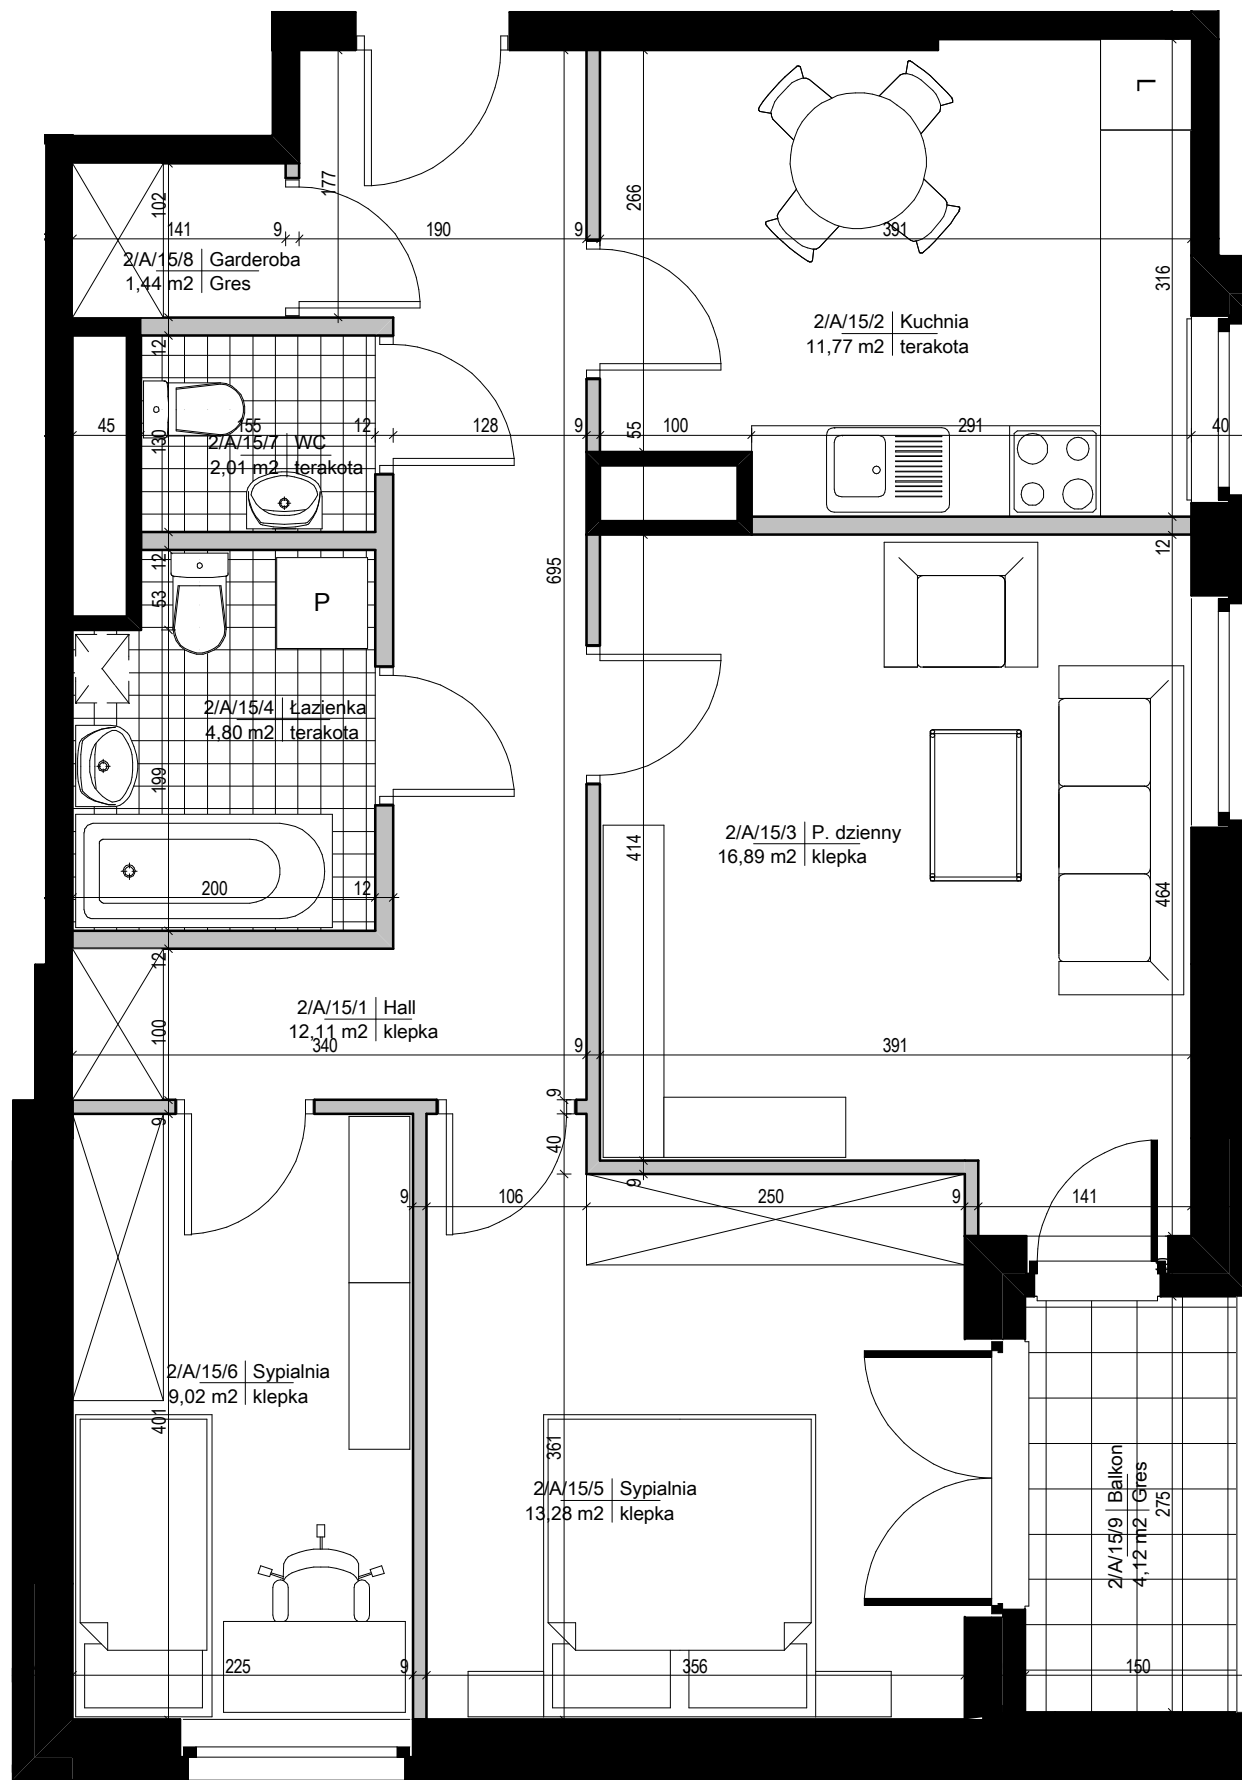 L
177
102
266
141
9
190
9
391
2/A/15/8 Garderoba
1,44 m2 Gres
316
2/A/15/2 Kuchnia
11,77 m2 terakota
12
45
155
12
128
9
55
100
291
40
130
2/A/15/7 WC
2,01 m2 terakota
12
12
695
53
P
2/A/15/4 Łazienka
4,80 m2 terakota
199
2/A/15/3 P. dzienny
16,89 m2 klepka
414
464
200
12
12
2/A/15/1 Hall
12,11 m2 klepka
100
340
9
391
9
9
40
9
9
106
250
9
141
2/A/15/6 Sypialnia
9,02 m2 klepka
401
361
2/A/15/5 Sypialnia
13,28 m2 klepka
2/A/15/9 Balkon
4,12 m2 Gres
275
225
9
356
150